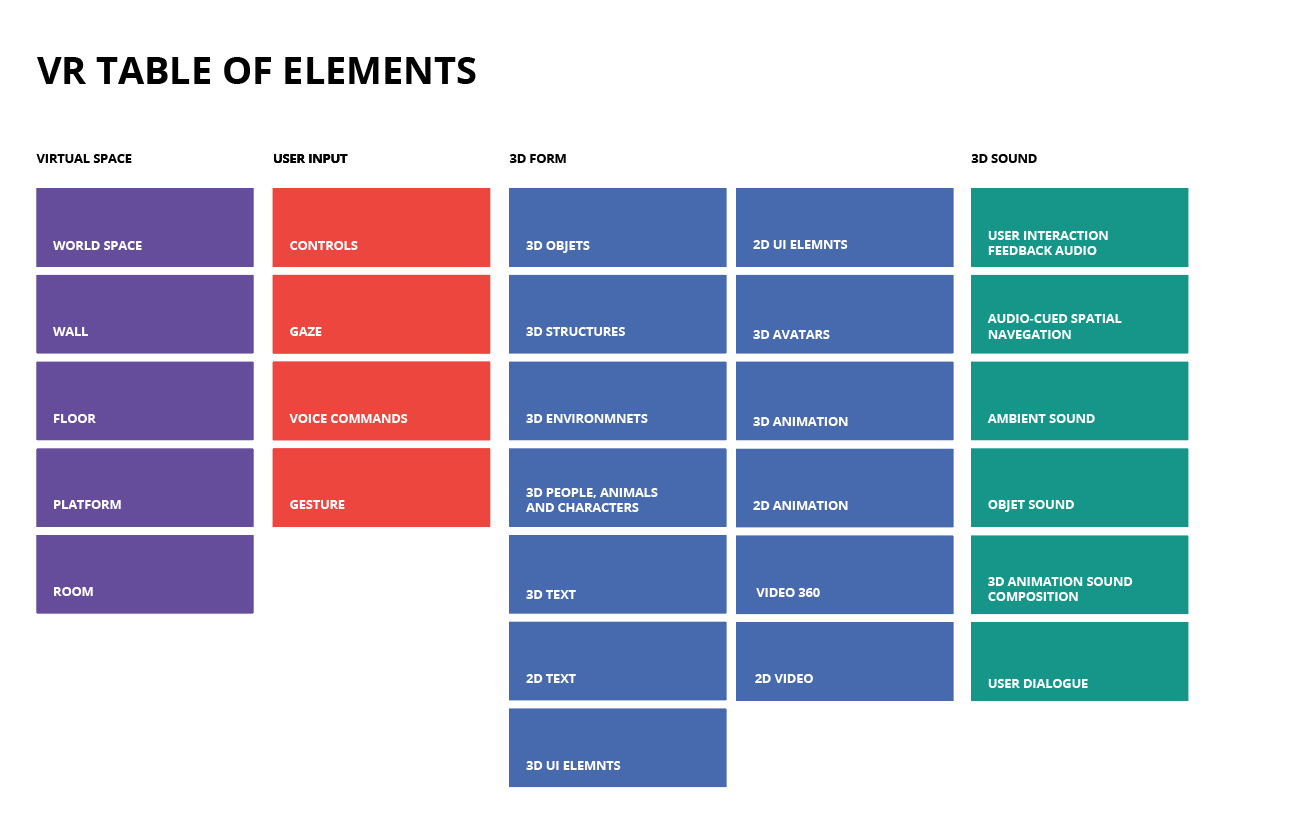 VR TABLE OF ELEMENTS
VIRTUAL SPACE
WORLD SPACE
WALL
FLOOR
PLATFORM
ROOM
USER INPUT
CONTROLS
GAZE
VOICE COMMANDS
GESTURE
3D FORM
3D OBJETS
3D STRUCTURES
3D ENVIRONMNETS
3D PEOPLE, ANIMALS
AND CHARACTERS
3D TEXT
2D TEXT
3D UI ELEMNTS
2D UI ELEMNTS
3D AVATARS
3D ANIMATION
2D ANIMATION
VIDEO 360
2D VIDEO
3D SOUND
USER INTERACTION
FEEDBACK AUDIO
AUDIO-CUED SPATIAL
NAVEGATION
AMBIENT SOUND
OBJET SOUND
3D ANIMATION SOUND
COMPOSITION
USER DIALOGUE